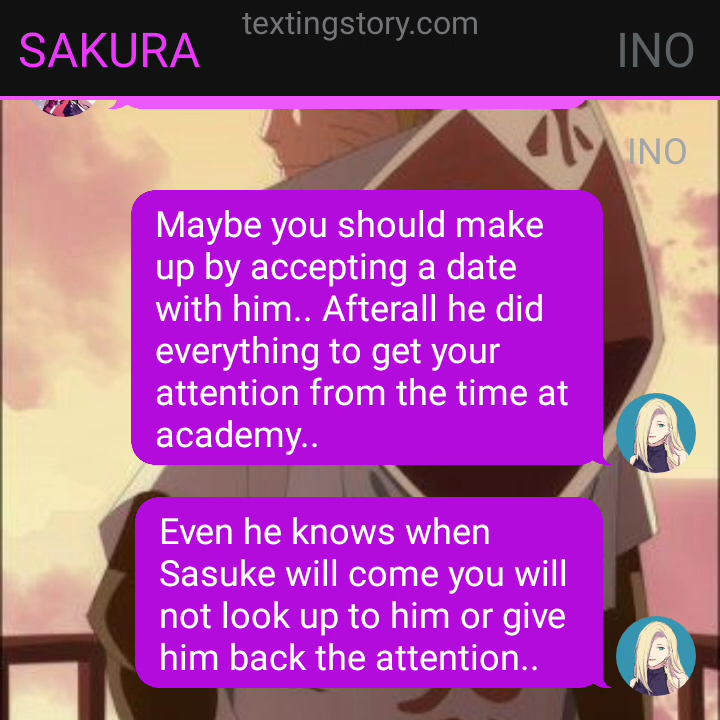 textingstory.com
SAKURA INO
INO
Maybe you should make
up by accepting a date
with him.. Afterall he did
everything to get your
attention from the time at
academy..
Even he knows when
Sasuke will come you will
not look up to him or give
him back the attention..